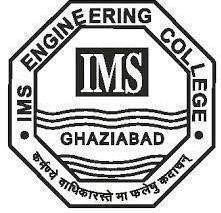 · IMS ENGINEERING COLLEGE ·
IMS
GHAZIABAD
कर्मण्ये वाधिकारस्ते मा फलेषु कदाचन्